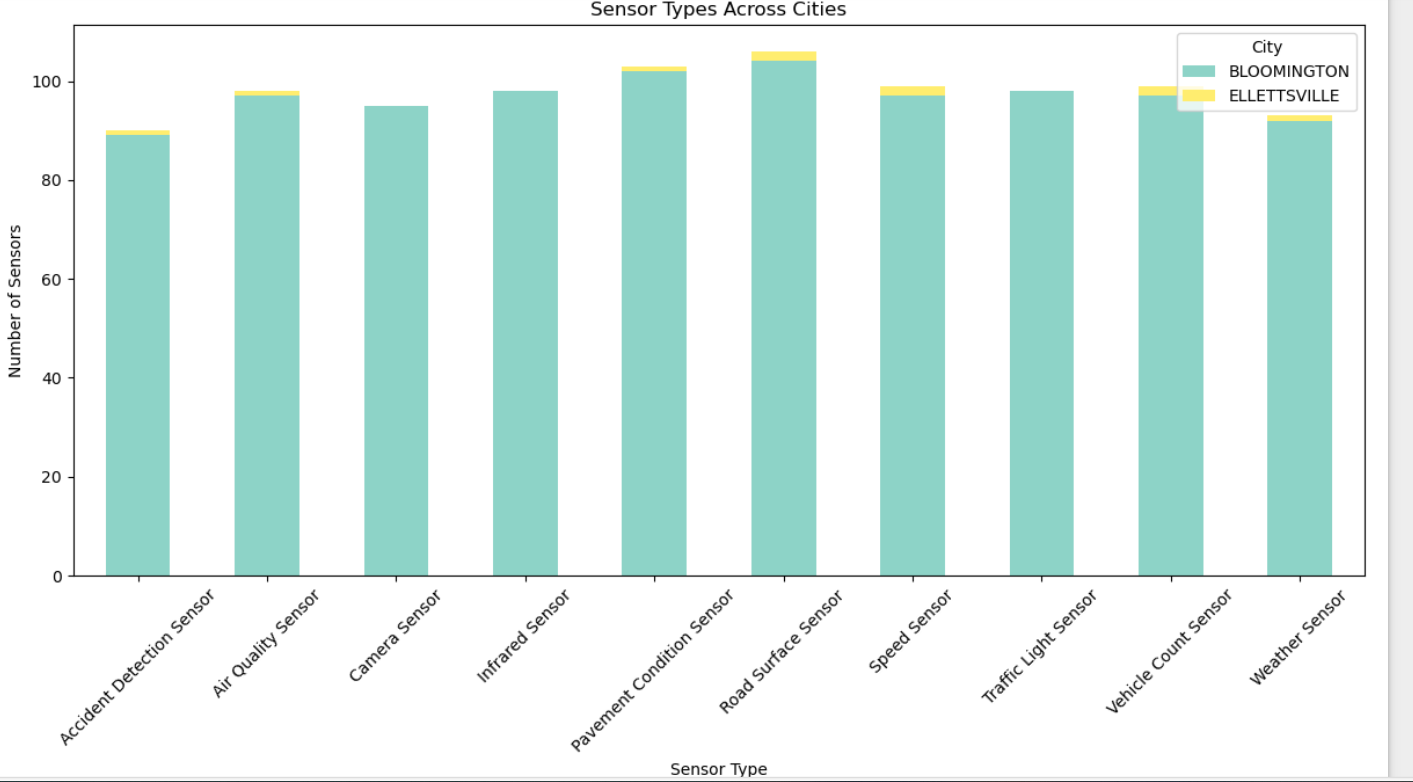 Sensor Types Across Cities
City
BLOOMINGTON
ELLETTSVILLE
Number of Sensors
100
80
60
40
20
0
Accident Detection Sensor
Air Quality Sensor
Camera Sensor
Infrared Sensor
Pavement Condition Sensor
Road Surface Sensor
Speed Sensor
Traffic Light Sensor
Vehicle Count Sensor
Weather Sensor
Sensor Type